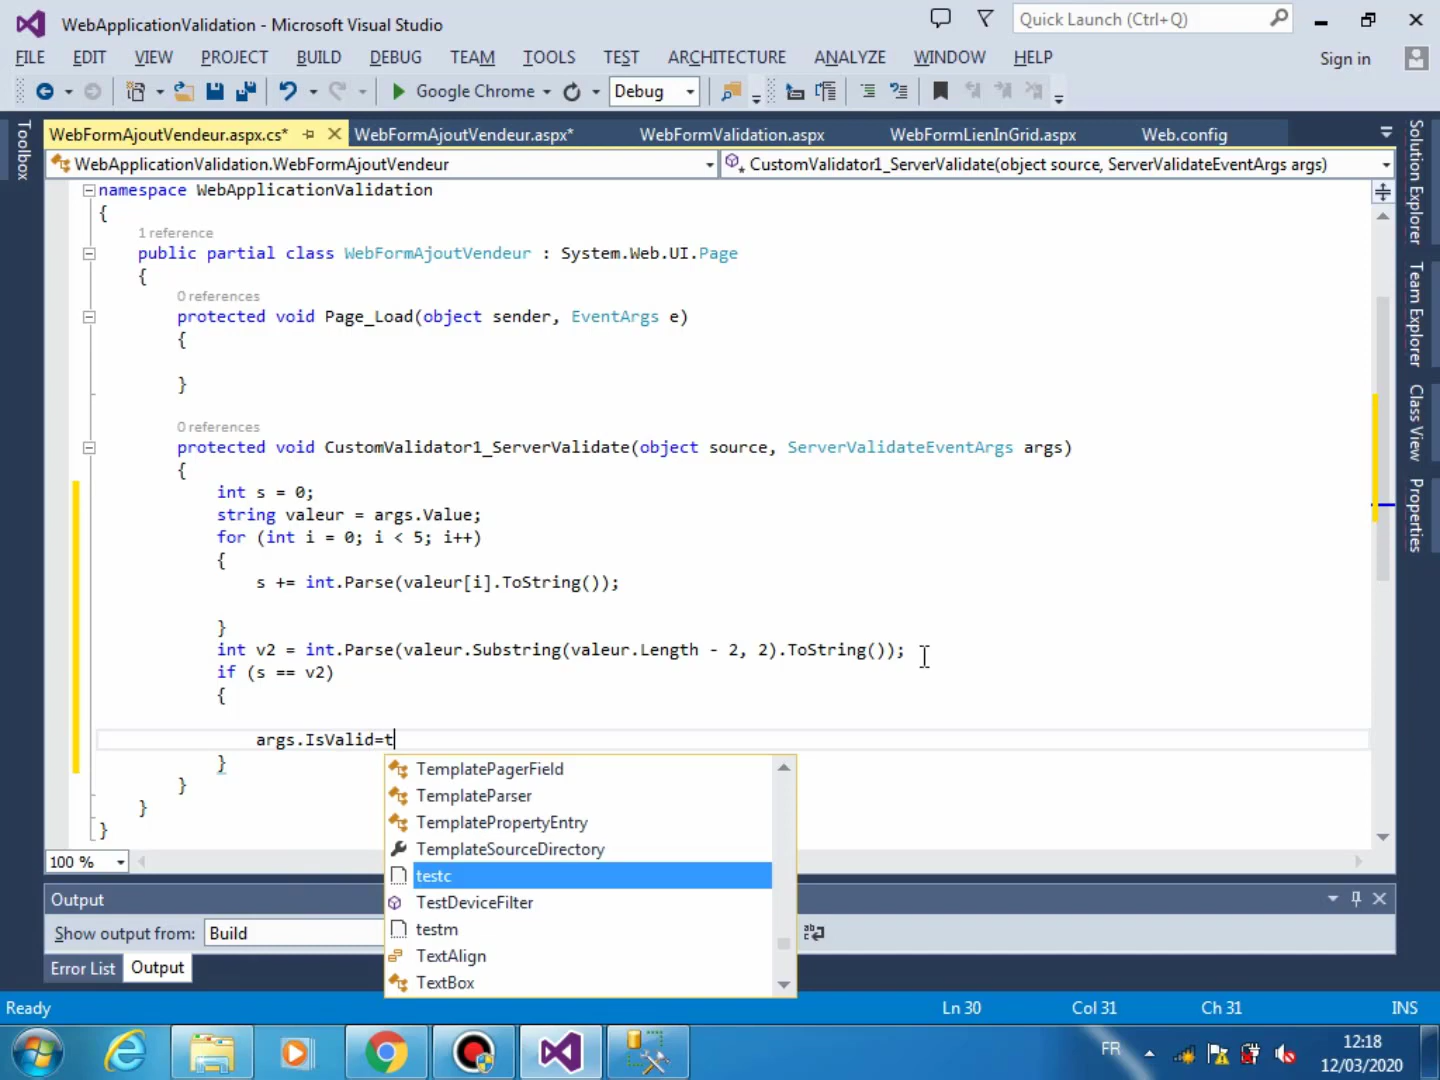 WebApplicationValidation - Microsoft Visual Studio
Quick Launch (Ctrl+Q)
FILE EDIT VIEW PROJECT BUILD DEBUG TEAM TOOLS TEST ARCHITECTURE ANALYZE WINDOW HELP
Sign in
Google Chrome
Debug
Toolbox
WebFormAjoutVendeur.aspx.cs*
WebFormAjoutVendeur.aspx*
WebFormValidation.aspx
WebFormLienInGrid.aspx
Web.config
WebApplicationValidation.WebFormAjoutVendeur
CustomValidator1_ServerValidate(object source, ServerValidateEventArgs args)
namespace WebApplicationValidation
{
1 reference
public partial class WebFormAjoutVendeur : System.Web.UI.Page
{
0 references
protected void Page_Load(object sender, EventArgs e)
{
}
0 references
protected void CustomValidator1_ServerValidate(object source, ServerValidateEventArgs args)
{
int s = 0;
string valeur = args.Value;
for (int i = 0; i < 5; i++)
{
s += int.Parse(valeur[i].ToString());
}
int v2 = int.Parse(valeur.Substring(valeur.Length - 2, 2).ToString());
if (s == v2)
{
args.IsValid=t
}
}
}
}
TemplatePagerField
TemplateParser
TemplatePropertyEntry
TemplateSourceDirectory
testc
TestDeviceFilter
testm
TextAlign
TextBox
100 %
Output
Show output from: Build
Error List
Output
Solution Explorer
Team Explorer
Class View
Properties
Ready
Ln 30
Col 31
Ch 31
INS
FR
12:18
12/03/2020